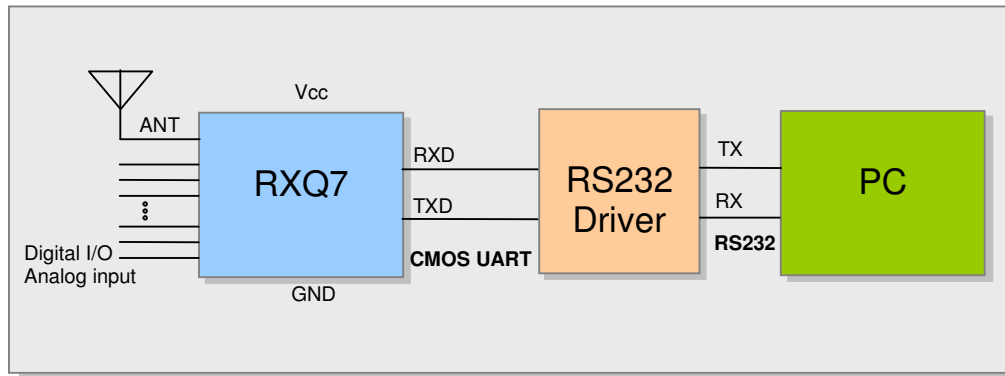 Vcc
ANT
RXQ7
RXD
TXD
GND
Digital I/O
Analog input
CMOS UART
RS232
Driver
TX
RX
RS232
PC